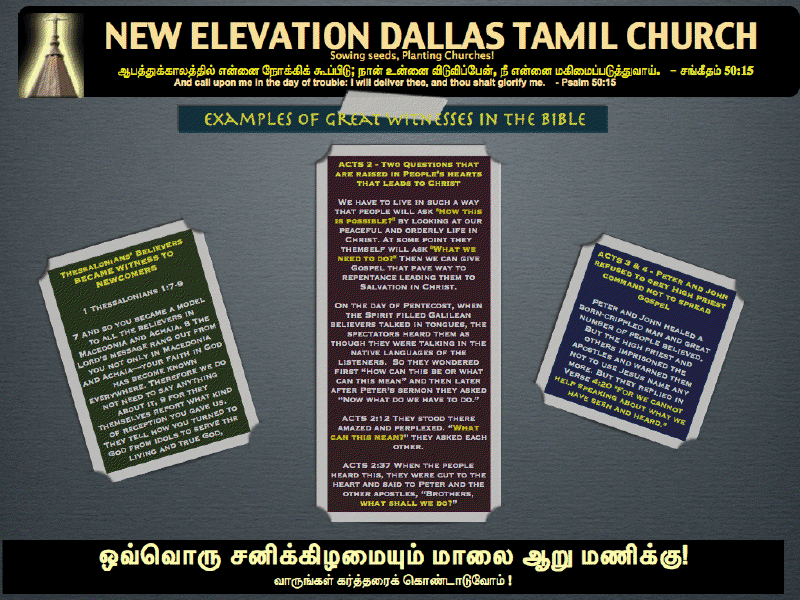 NEW ELEVATION DALLAS TAMIL CHURCH
Sowing seeds, Planting Churches!
ஆபத்துக்காலத்தில் என்னை நோக்கிக் கூப்பிடு; நான் உன்னை விடுவிப்பேன், நீ என்னை மகிமைப்படுத்துவாய். – சங்கீதம் 50:15
And call upon me in the day of trouble: I will deliver thee, and thou shalt glorify me. - Psalm 50:15
EXAMPLES OF GREAT WITNESSES IN THE BIBLE
Thessalonians' Believers
became witness to
newcomers
1 Thessalonians 1:7-9
7 And so you became a model
to all the believers in
Macedonia and Achaia. 8 The
Lord's message rang out from
you not only in Macedonia
and Achaia—your faith in God
has become known
everywhere. Therefore we do
not need to say anything
about it, 9 for they
themselves report what kind
of reception you gave us.
They tell how you turned to
God from idols to serve the
living and true God,
ACTS 2 - Two Questions that
are raised in People's hearts
that leads to Christ
We have to live in such a way
that people will ask "How this
is possible?" by looking at our
peaceful and orderly life in
Christ. At some point they
themself will ask "What we
need to do?" Then we can give
Gospel that pave way to
repentance leading them to
Salvation in Christ.
On the day of Pentecost, when
the Spirit filled Galilean
believers talked in tongues, the
spectators heard them as
though they were talking in the
native languages of the
listeners. So they wondered
first "How can this be or what
can this mean" and then later
after Peter's sermon they asked
"Now what do we have to do."
ACTS 2:12 They stood there
amazed and perplexed. "What
can this mean?" they asked each
other.
ACTS 2:37 When the people
heard this, they were cut to the
heart and said to Peter and the
other apostles, "Brothers,
what shall we do?"
ACTS 3 & 4 - Peter and John
refused to obey High Priest
command not to spread
Gospel
Peter and John healed a
born-crippled man and great
number of people believed.
But the high priest and
others imprisoned the
apostles and warned them
not to use Jesus name any
more. But they replied in
verse 4:20 "For we cannot
help speaking about what we
have seen and heard."
ஒவ்வொரு சனிக்கிழமையும் மாலை ஆறு மணிக்கு!
வாருங்கள் கர்த்தரைக் கொண்டாடுவோம் !